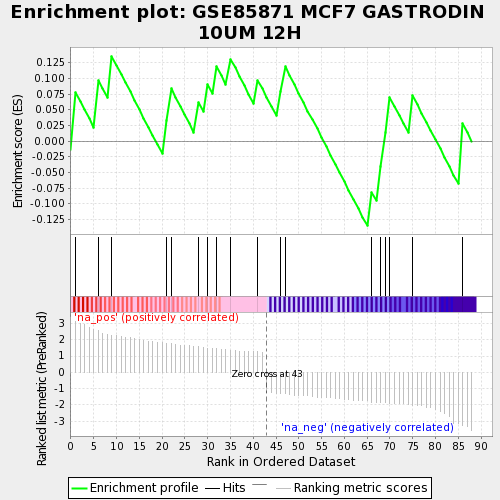 Enrichment plot: GSE85871 MCF7 GASTRODIN
10UM 12H
Enrichment score (ES)
0.125
0.100
0.075
0.050
0.025
0.000
-0.025
-0.050
-0.075
-0.100
-0.125
'na_pos' (positively correlated)
Ranked list metric (PreRanked)
3
2
1
0
-1
-2
-3
Zero cross at 43
'na_neg' (negatively correlated)
0 5 10 15 20 25 30 35 40 45 50 55 60 65 70 75 80 85 90
Rank in Ordered Dataset
Enrichment profile Hits Ranking metric scores